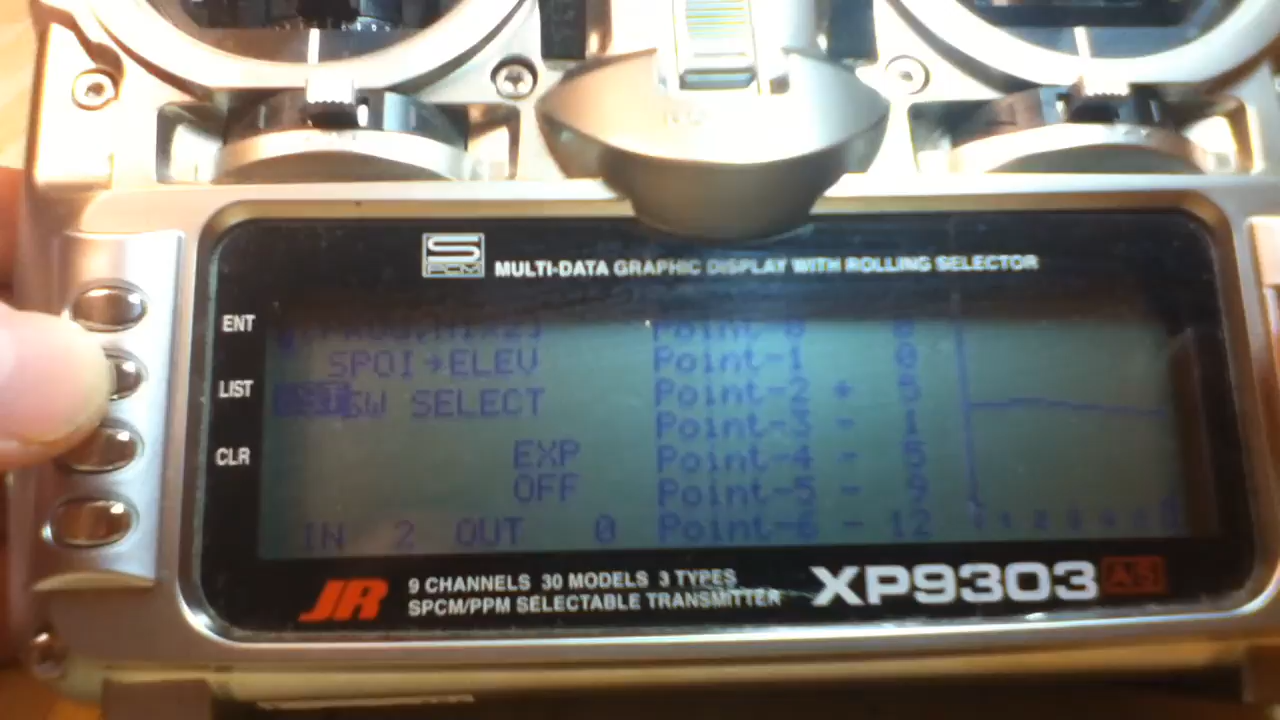 S
PCM
MULTI-DATA GRAPHIC DISPLAY WITH ROLLING SELECTOR
ENT
LIST
CLR
SPOI→ELEV
SW SELECT
EXP
OFF
IN 2 OUT 0
Point-0 0
Point-1 0
Point-2 + 5
Point-3 - 1
Point-4 - 5
Point-5 - 9
Point-6 - 12
JR
9 CHANNELS 30 MODELS 3 TYPES
SPCM/PPM SELECTABLE TRANSMITTER
XP9303